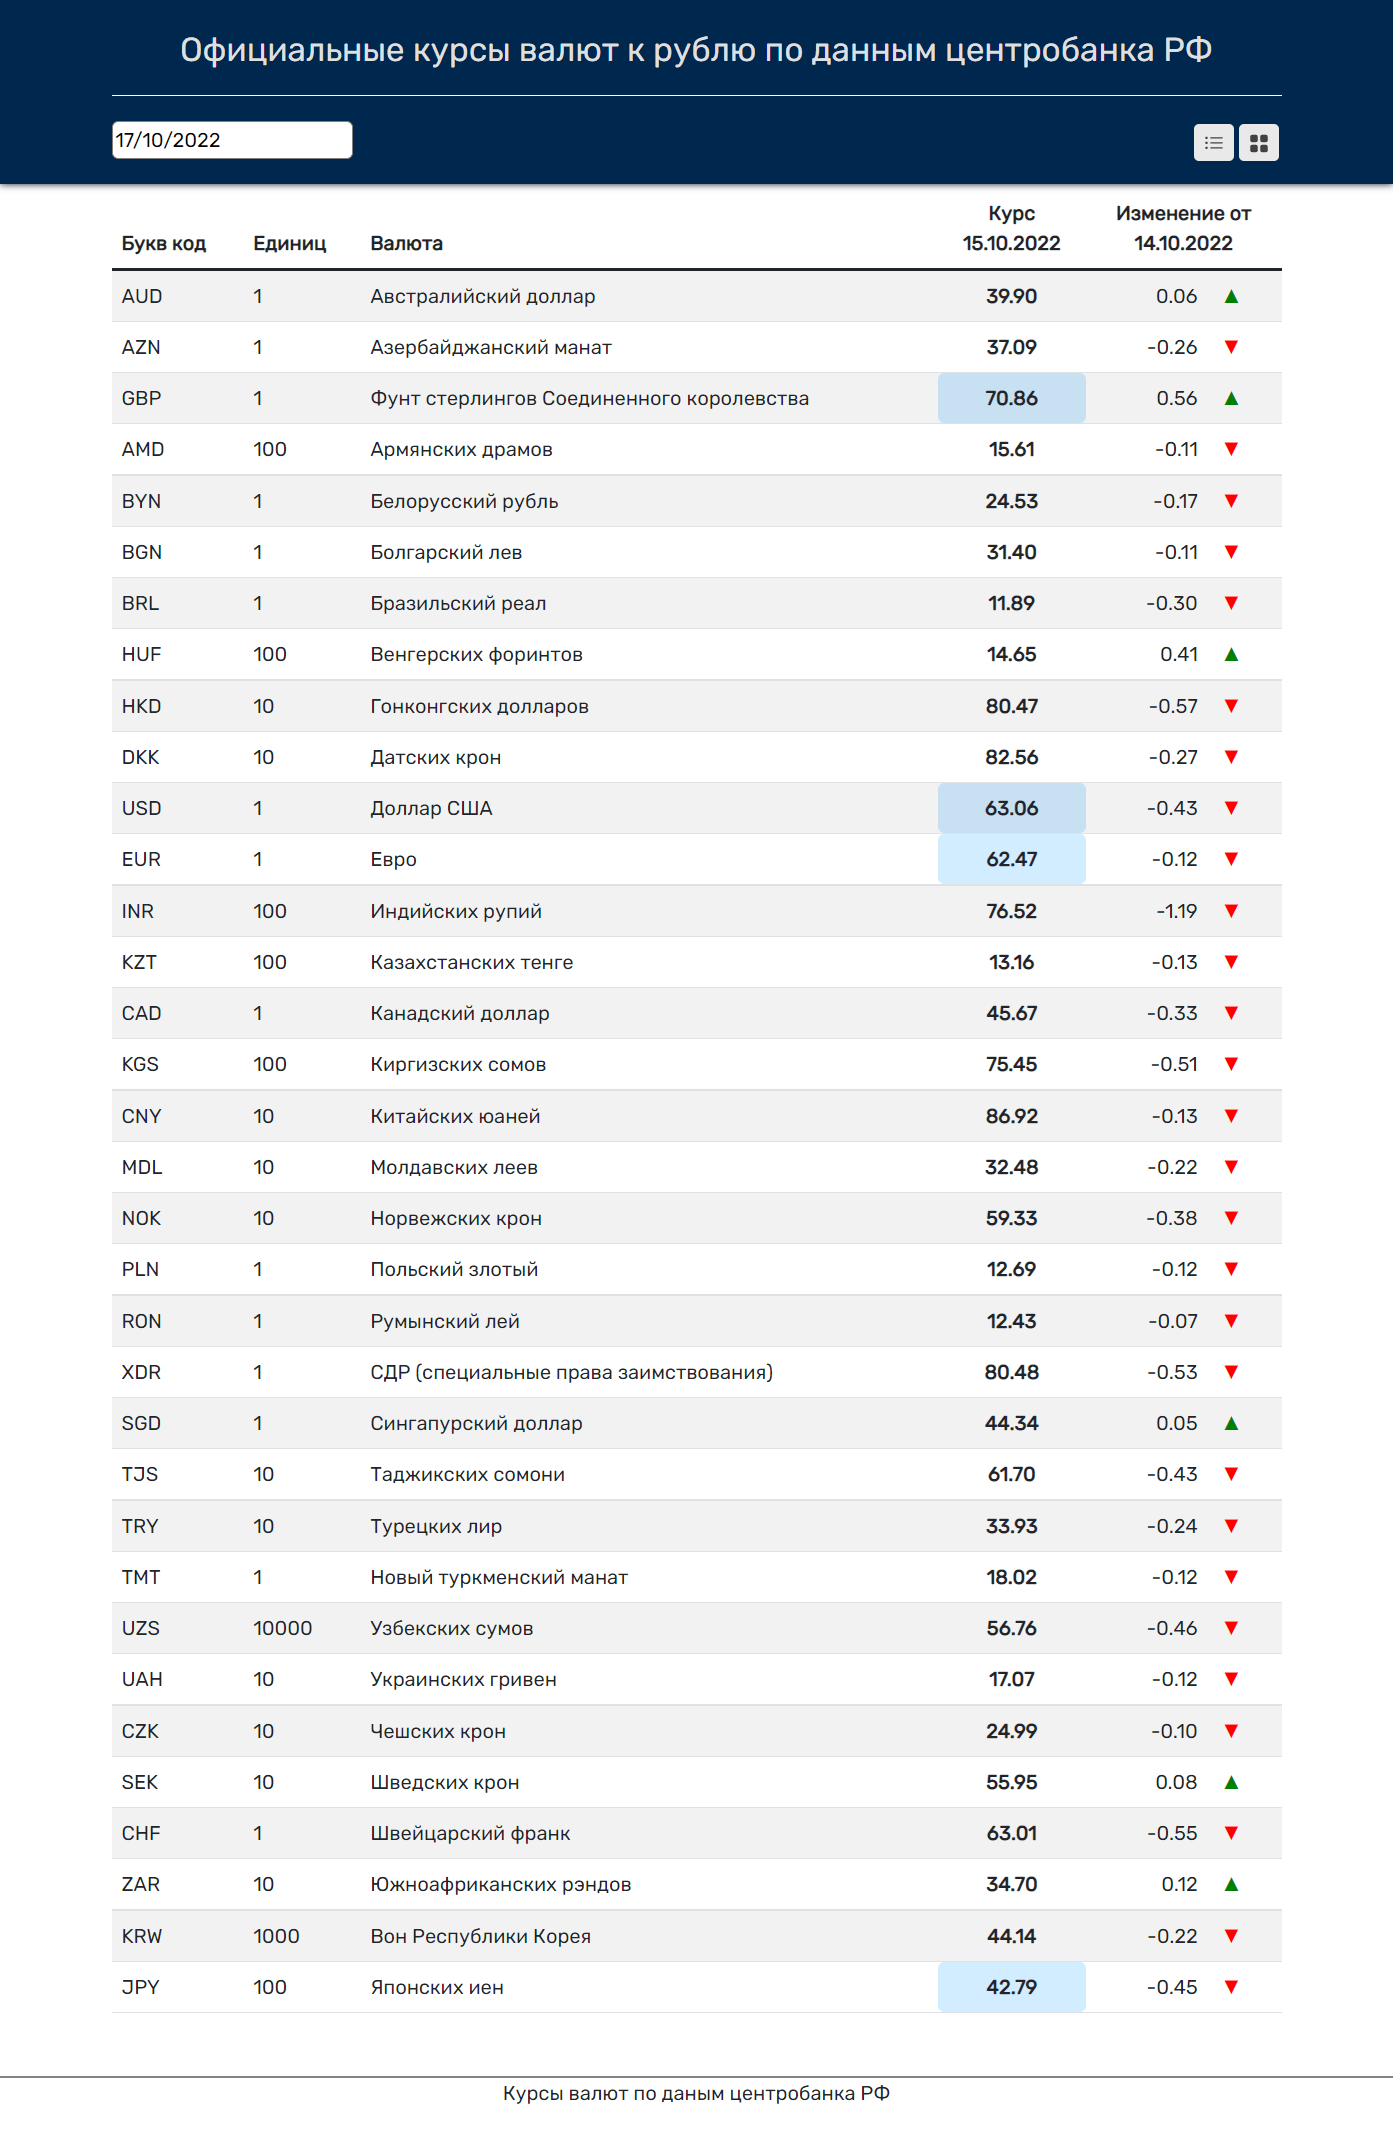 Официальные курсы валют к рублю по данным центробанка РФ
17/10/2022
Букв код Единиц Валюта Курс 15.10.2022 Изменение от 14.10.2022
AUD 1 Австралийский доллар 39.90 0.06 ▲
AZN 1 Азербайджанский манат 37.09 -0.26 ▼
GBP 1 Фунт стерлингов Соединенного королевства 70.86 0.56 ▲
AMD 100 Армянских драмов 15.61 -0.11 ▼
BYN 1 Белорусский рубль 24.53 -0.17 ▼
BGN 1 Болгарский лев 31.40 -0.11 ▼
BRL 1 Бразильский реал 11.89 -0.30 ▼
HUF 100 Венгерских форинтов 14.65 0.41 ▲
HKD 10 Гонконгских долларов 80.47 -0.57 ▼
DKK 10 Датских крон 82.56 -0.27 ▼
USD 1 Доллар США 63.06 -0.43 ▼
EUR 1 Евро 62.47 -0.12 ▼
INR 100 Индийских рупий 76.52 -1.19 ▼
KZT 100 Казахстанских тенге 13.16 -0.13 ▼
CAD 1 Канадский доллар 45.67 -0.33 ▼
KGS 100 Киргизских сомов 75.45 -0.51 ▼
CNY 10 Китайских юаней 86.92 -0.13 ▼
MDL 10 Молдавских леев 32.48 -0.22 ▼
NOK 10 Норвежских крон 59.33 -0.38 ▼
PLN 1 Польский злотый 12.69 -0.12 ▼
RON 1 Румынский лей 12.43 -0.07 ▼
XDR 1 СДР (специальные права заимствования) 80.48 -0.53 ▼
SGD 1 Сингапурский доллар 44.34 0.05 ▲
TJS 10 Таджикских сомони 61.70 -0.43 ▼
TRY 10 Турецких лир 33.93 -0.24 ▼
TMT 1 Новый туркменский манат 18.02 -0.12 ▼
UZS 10000 Узбекских сумов 56.76 -0.46 ▼
UAH 10 Украинских гривен 17.07 -0.12 ▼
CZK 10 Чешских крон 24.99 -0.10 ▼
SEK 10 Шведских крон 55.95 0.08 ▲
CHF 1 Швейцарский франк 63.01 -0.55 ▼
ZAR 10 Южноафриканских рэндов 34.70 0.12 ▲
KRW 1000 Вон Республики Корея 44.14 -0.22 ▼
JPY 100 Японских иен 42.79 -0.45 ▼
Курсы валют по даным центробанка РФ